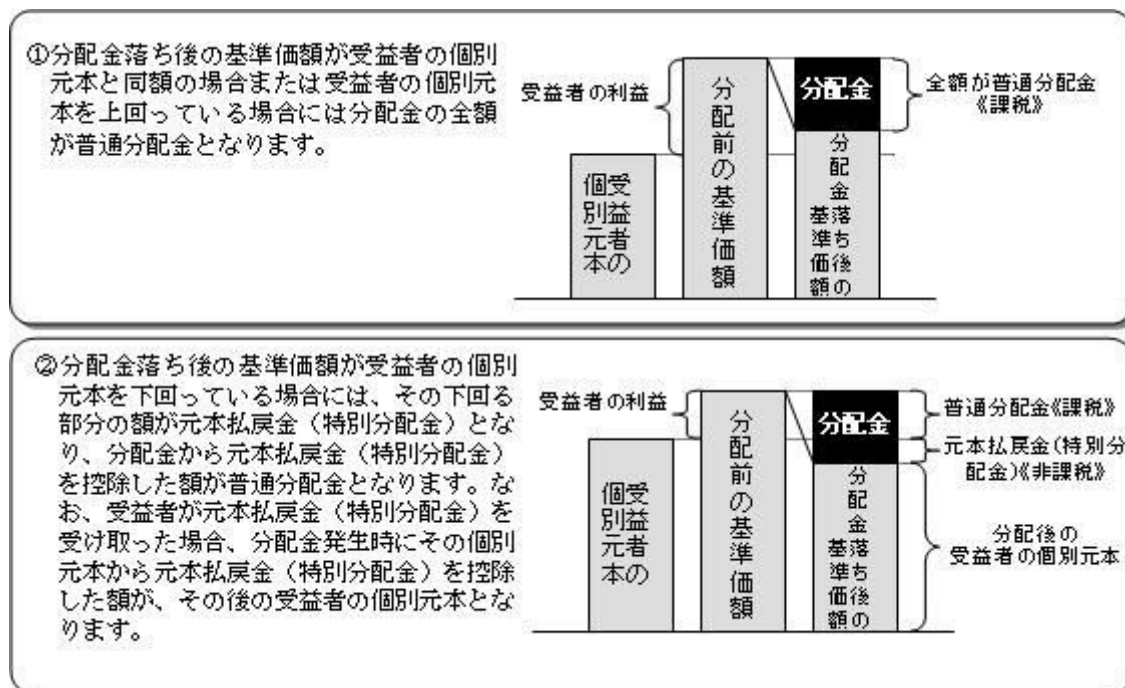 ①分配金落ち後の基準価額が受益者の個別
元本と同額の場合または受益者の個別元
本を上回っている場合には分配金の全額
が普通分配金となります。
受益者の利益
受益者の
個別元本
分配前の基準価額
分配金
分配金落ち後の
基準価額
全額が普通分配金
《課税》
②分配金落ち後の基準価額が受益者の個別
元本を下回っている場合には、その下回る
部分の額が元本払戻金（特別分配金）とな
り、分配金から元本払戻金（特別分配金）
を控除した額が普通分配金となります。な
お、受益者が元本払戻金（特別分配金）を
受け取った場合、分配金発生時にその個別
元本から元本払戻金（特別分配金）を控除
した額が、その後の受益者の個別元本とな
ります。
受益者の利益
受益者の
個別元本
分配前の基準価額
分配金
分配金落ち後の
基準価額
普通分配金《課税》
元本払戻金(特別分
配金)《非課税》
分配後の
受益者の個別元本